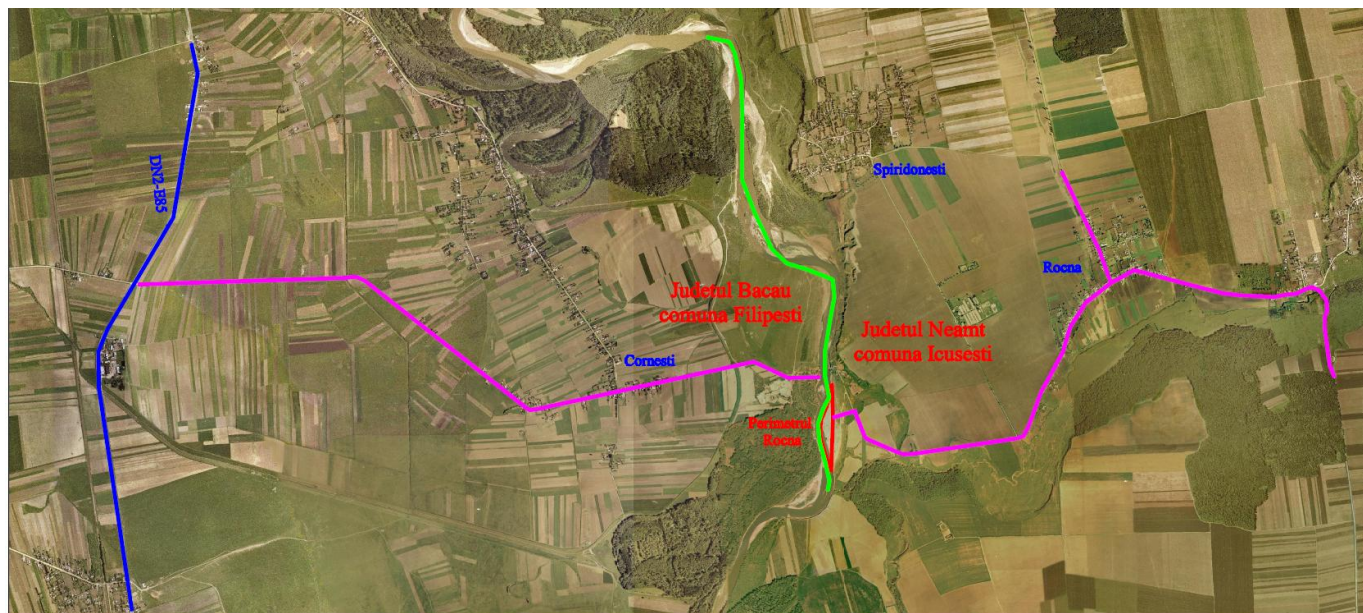 DN2-E85
Spiridonesti
Rocna
Judetul Bacau
comuna Filipesti
Judetul Neamt
comuna Icusesti
Cornesti
Perimetrul
Rocna